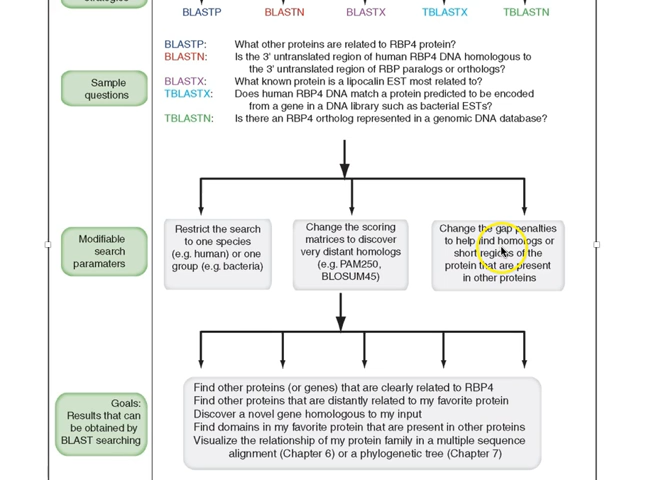 strategies
BLASTP BLASTN BLASTX TBLASTX TBLASTN
Sample
questions
BLASTP: What other proteins are related to RBP4 protein?
BLASTN: Is the 3' untranslated region of human RBP4 DNA homologous to
the 3' untranslated region of RBP paralogs or orthologs?
BLASTX: What known protein is a lipocalin EST most related to?
TBLASTX: Does human RBP4 DNA match a protein predicted to be encoded
from a gene in a DNA library such as bacterial ESTs?
TBLASTN: Is there an RBP4 ortholog represented in a genomic DNA database?
Modifiable
search
paramaters
Restrict the search
to one species
(e.g. human) or one
group (e.g. bacteria)
Change the scoring
matrices to discover
very distant homologs
(e.g. PAM250,
BLOSUM45)
Change the gap penalties
to help find homologs or
short regions of the
protein that are present
in other proteins
Goals:
Results that can
be obtained by
BLAST searching
Find other proteins (or genes) that are clearly related to RBP4
Find other proteins that are distantly related to my favorite protein
Discover a novel gene homologous to my input
Find domains in my favorite protein that are present in other proteins
Visualize the relationship of my protein family in a multiple sequence
alignment (Chapter 6) or a phylogenetic tree (Chapter 7)